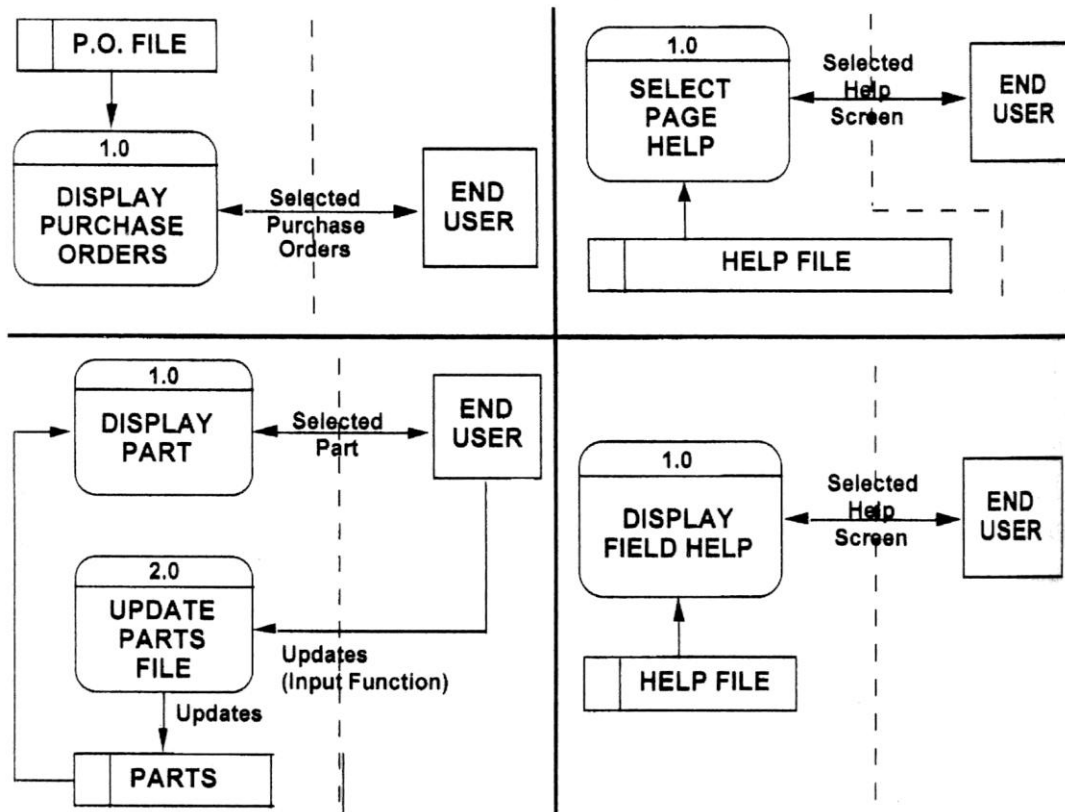 P.O. FILE
1.0
DISPLAY
PURCHASE
ORDERS
Selected
Purchase
Orders
END
USER
1.0
SELECT
PAGE
HELP
Selected
Help
Screen
END
USER
HELP FILE
1.0
DISPLAY
PART
Selected
Part
END
USER
2.0
UPDATE
PARTS
FILE
Updates
(Input Function)
Updates
PARTS
1.0
DISPLAY
FIELD HELP
Selected
Help
Screen
END
USER
HELP FILE